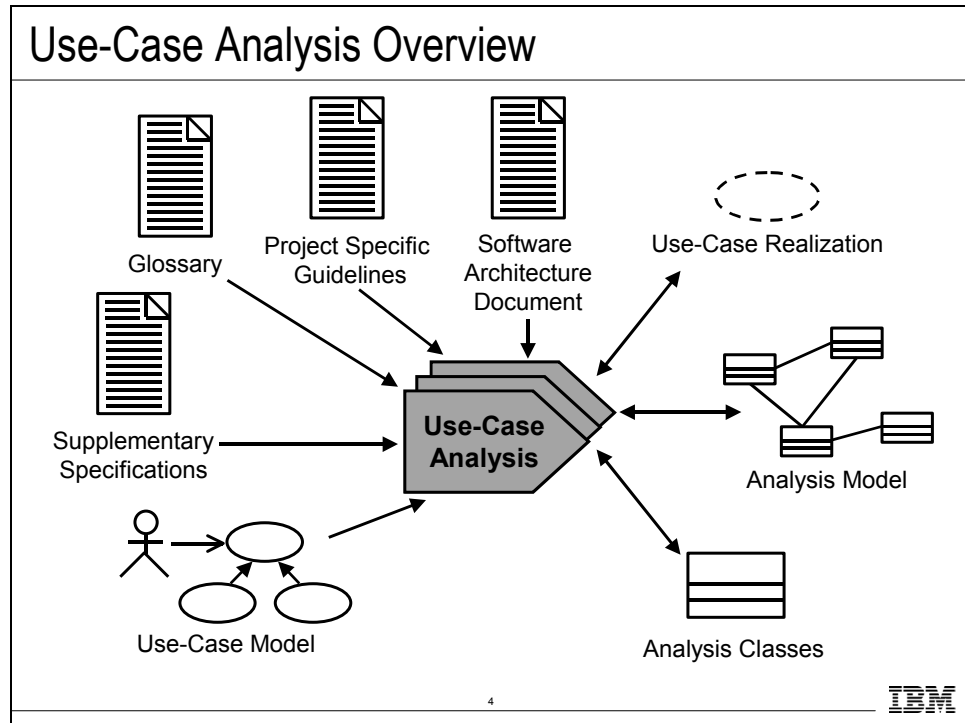 Use-Case Analysis Overview
Glossary
Project Specific
Guidelines
Software
Architecture
Document
Use-Case Realization
Supplementary
Specifications
Use-Case
Analysis
Analysis Model
Use-Case Model
Analysis Classes
4
IBM